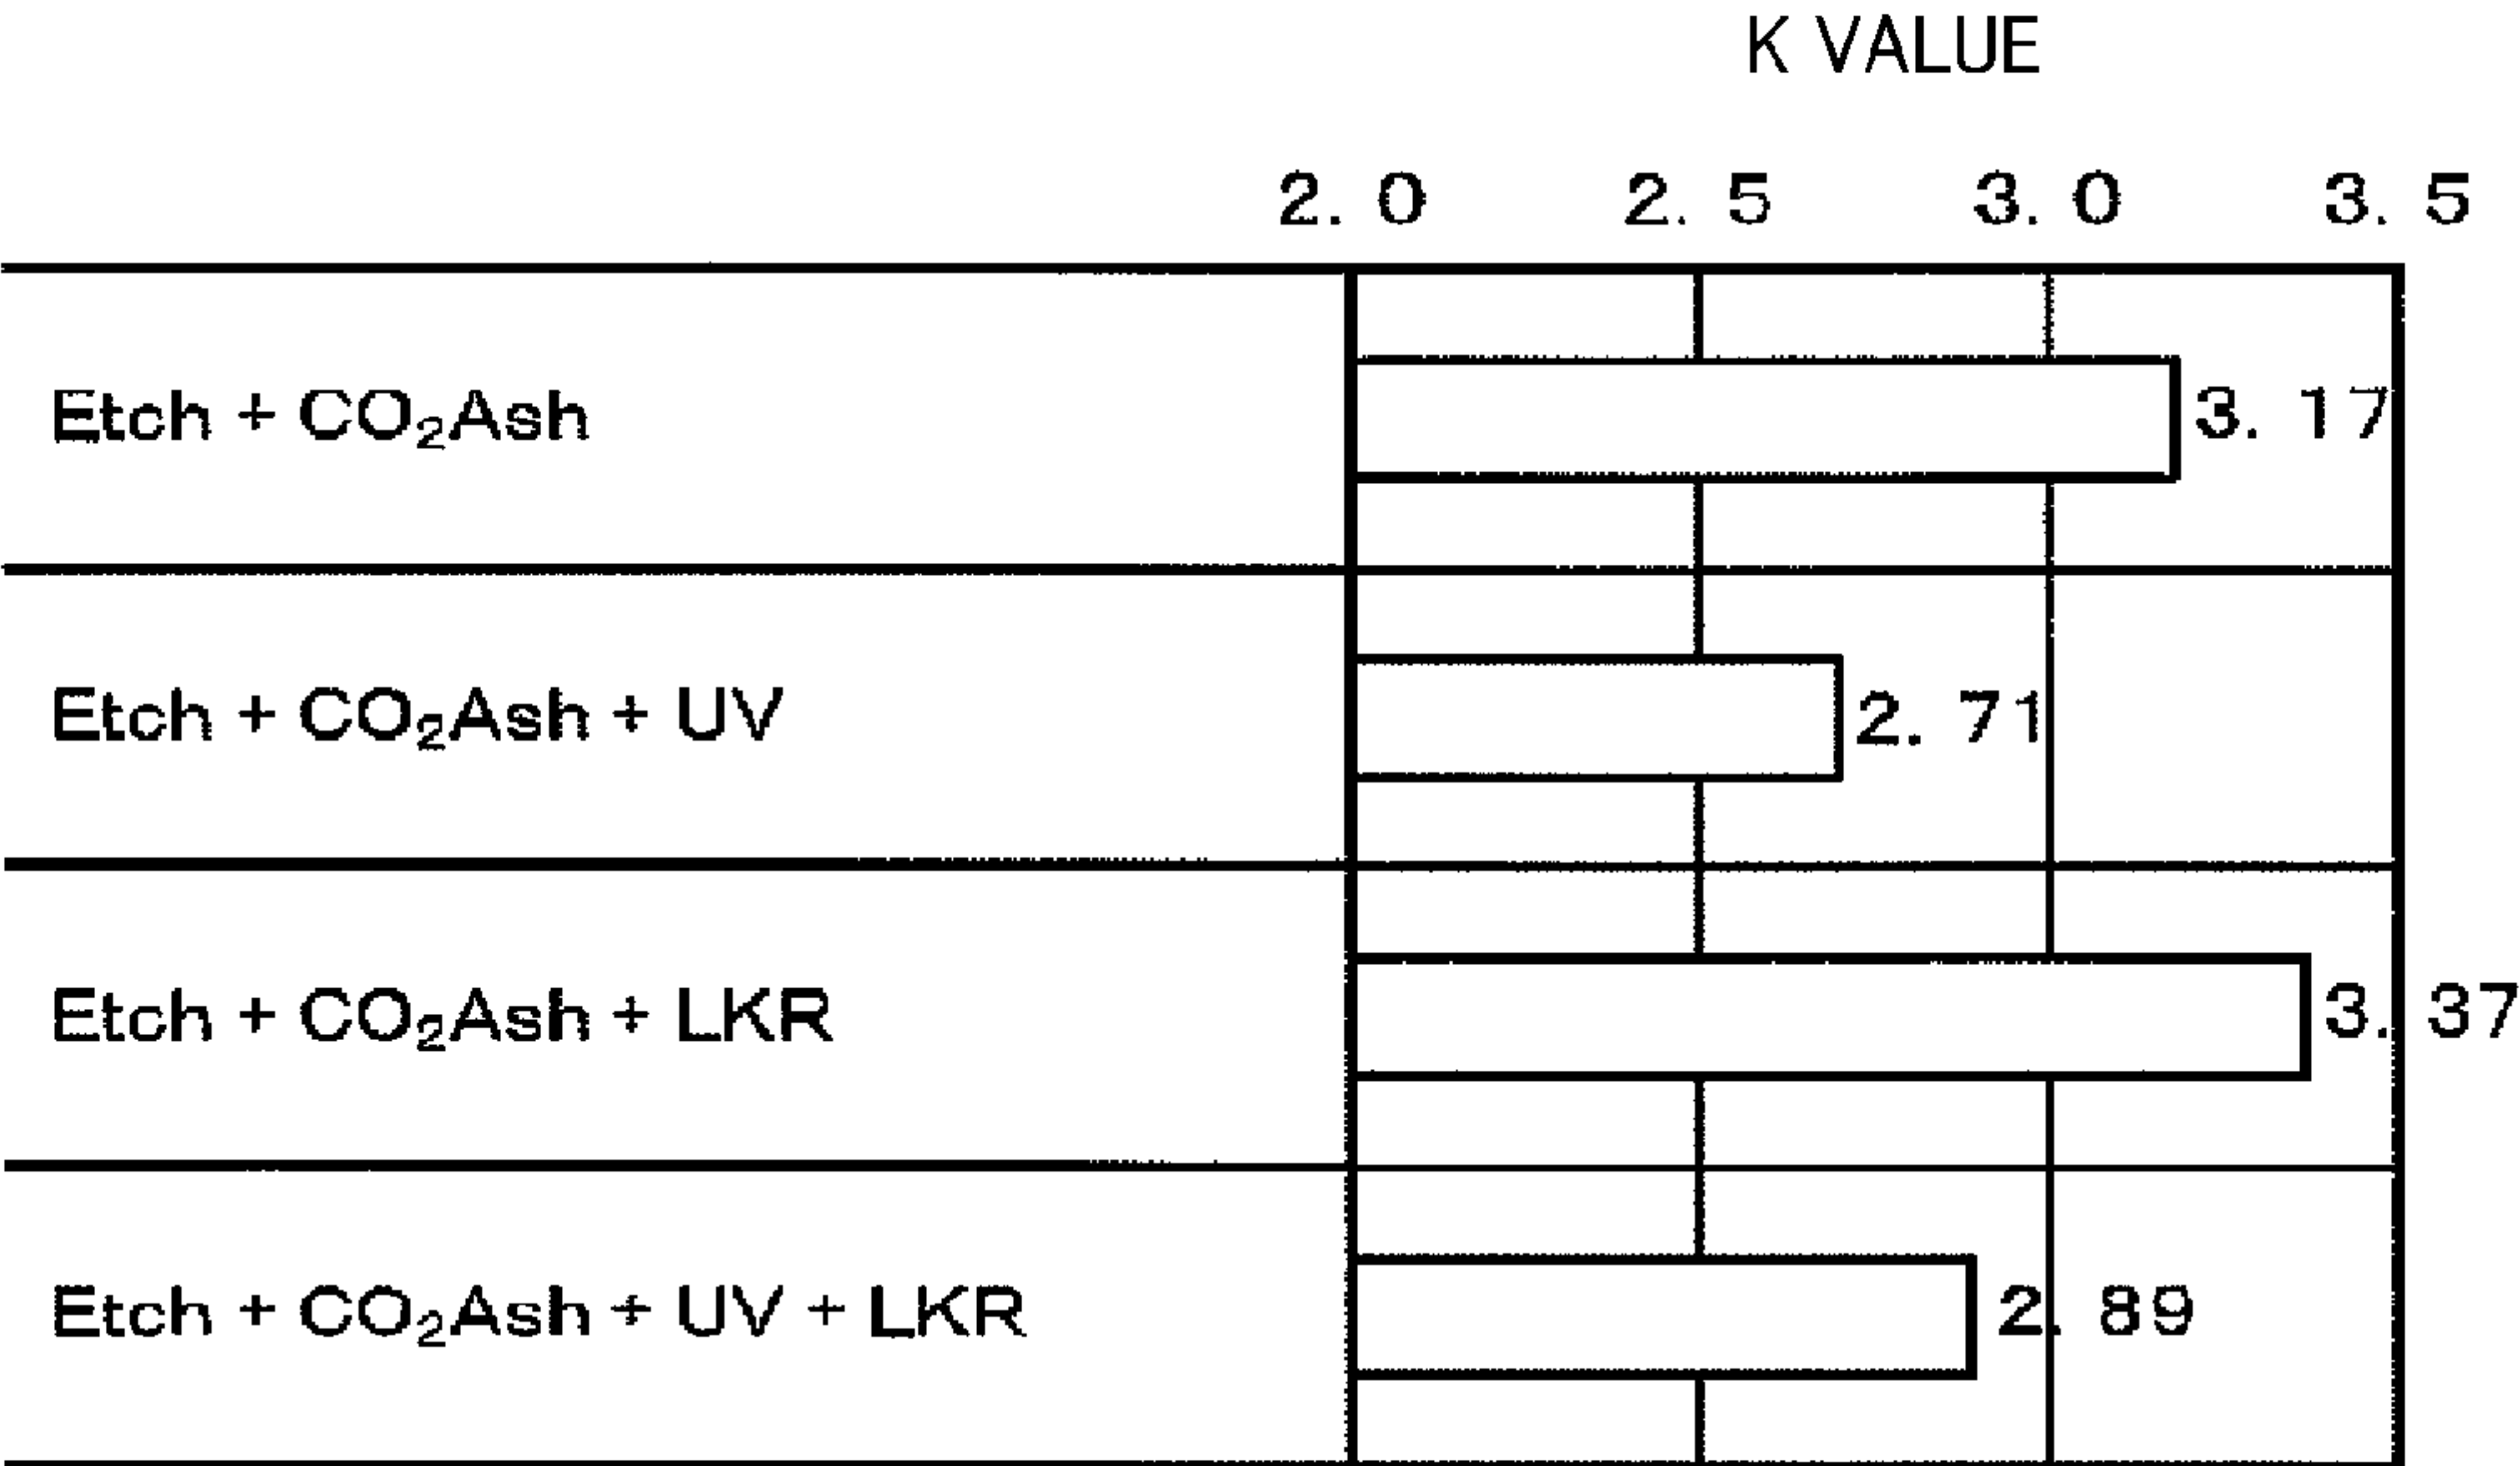 K VALUE
2.0 2.5 3.0 3.5
Etch + CO₂Ash 3.17
Etch + CO₂Ash + UV 2.71
Etch + CO₂Ash + LKR 3.37
Etch + CO₂Ash + UV + LKR 2.89